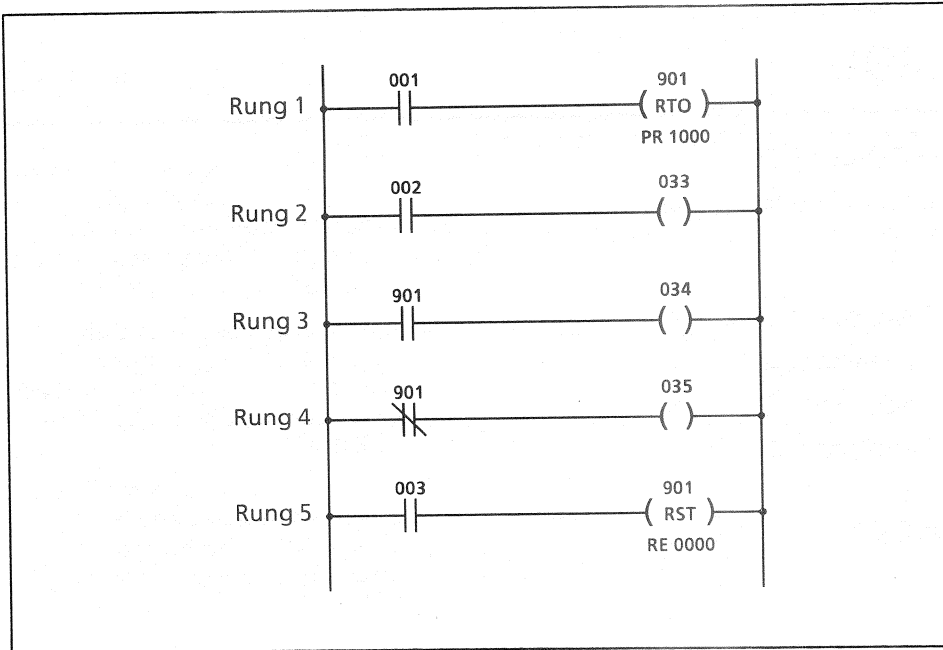 001 901
Rung 1 RTO
PR 1000
002 033
Rung 2
901 034
Rung 3
901 035
Rung 4
003 901
Rung 5 RST
RE 0000